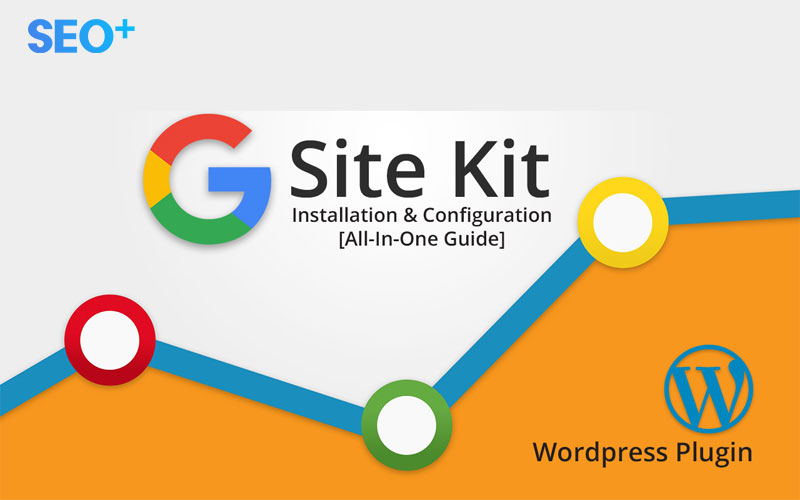 SEO+
Site Kit
Installation & Configuration
[All-In-One Guide]
Wordpress Plugin